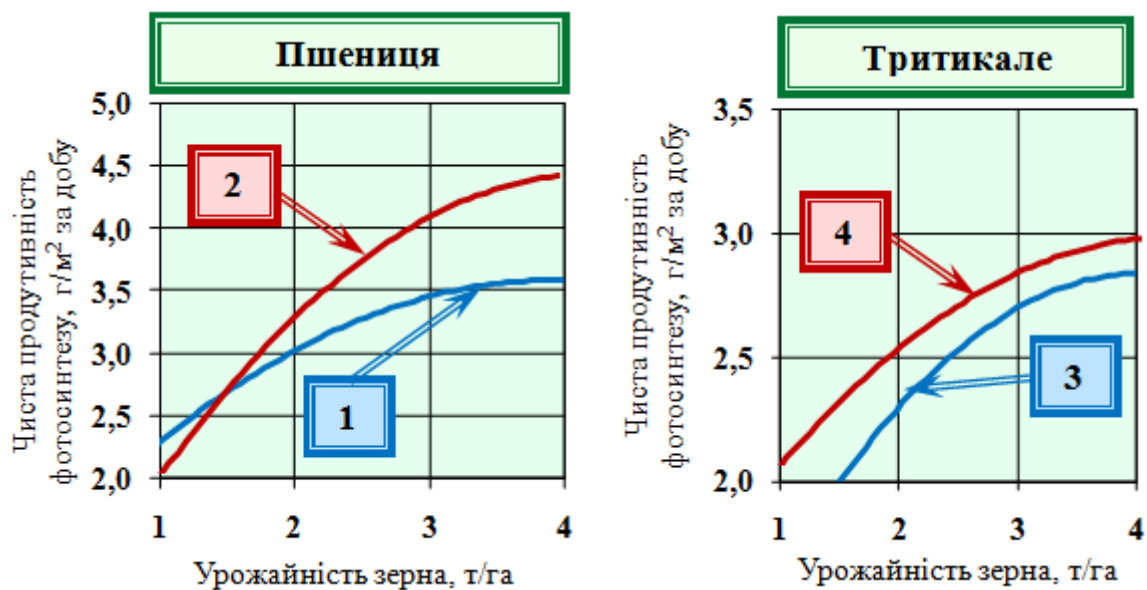 Пшениця
Чиста продутивність
фотосинтезу, г/м² за добу
5,0
4,5
4,0
3,5
3,0
2,5
2,0
2
1
1 2 3 4
Урожайність зерна, т/га
Тритикале
Чиста продутивність
фотосинтезу, г/м² за добу
3,5
3,0
2,5
2,0
4
3
1 2 3 4
Урожайність зерна, т/га